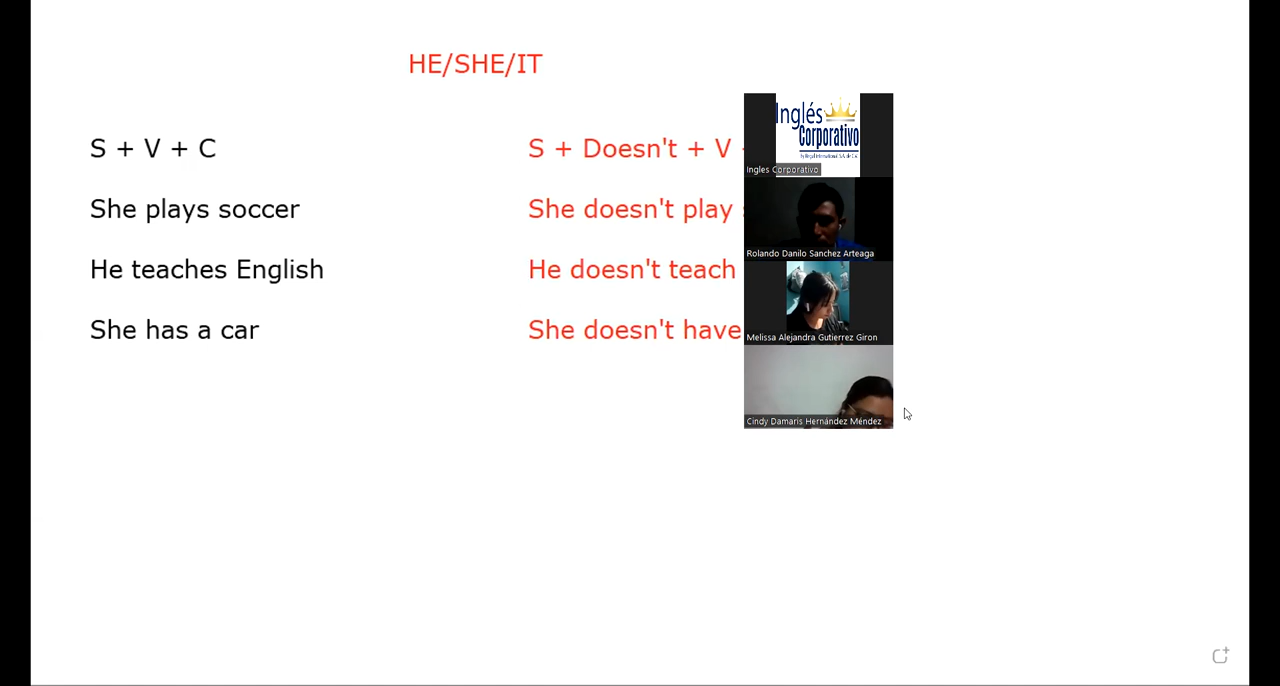 HE/SHE/IT
S + V + C
S + Doesn't + V
She plays soccer
She doesn't play
He teaches English
He doesn't teach
She has a car
She doesn't have
Inglés
Corporativo
Ingles Corporativo
Rolando Danilo Sanchez Arteaga
Melissa Alejandra Gutierrez Giron
Cindy Damaris Hernández Méndez